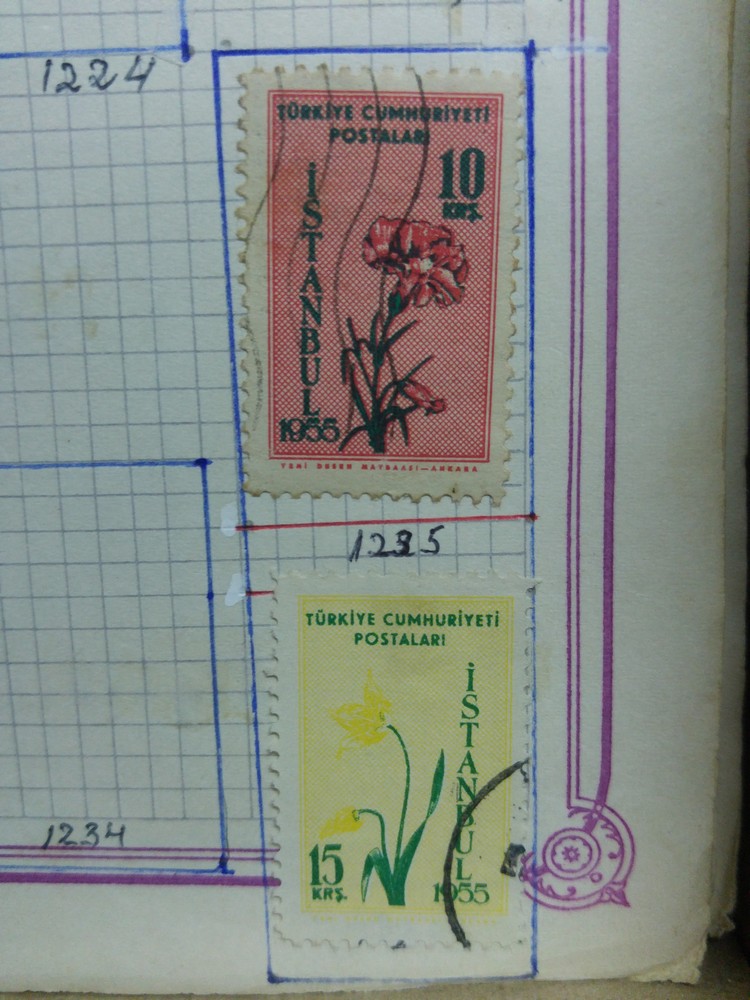 1224
TÜRKİYE CUMHURİYETİ
POSTALARI
10
KRŞ.
İSTANBUL
1955
YENİ DESEN MATBAASI—ANKARA
1235
TÜRKİYE CUMHURİYETİ
POSTALARI
İSTANBUL
1234
15
KRŞ.
1955